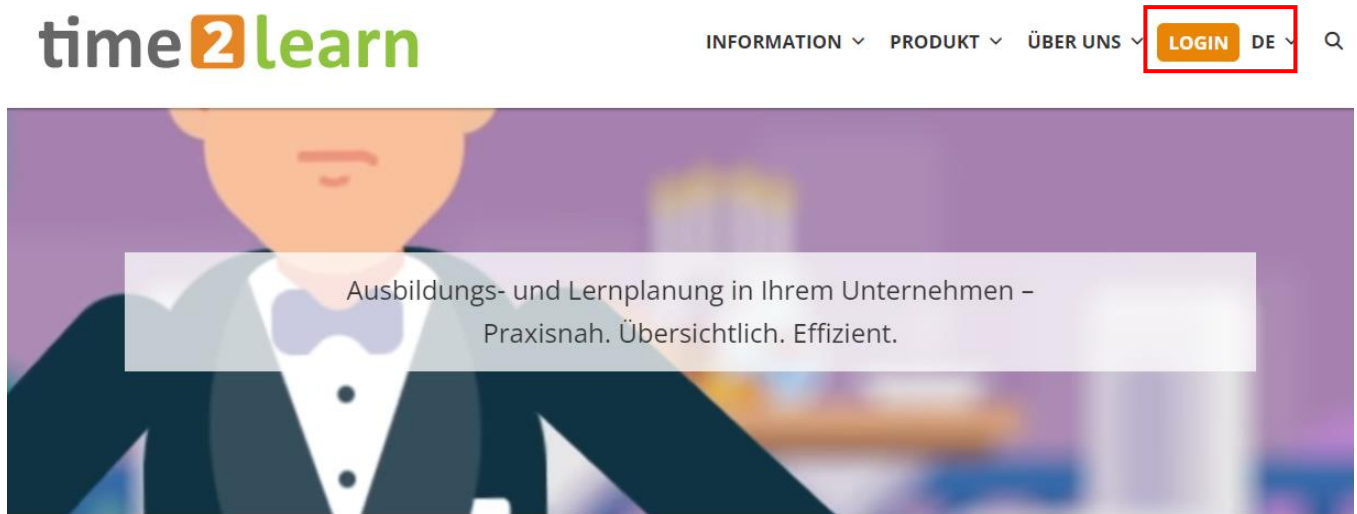 time2learn
INFORMATION PRODUKT ÜBER UNS LOGIN DE
Ausbildungs- und Lernplanung in Ihrem Unternehmen –
Praxisnah. Übersichtlich. Effizient.